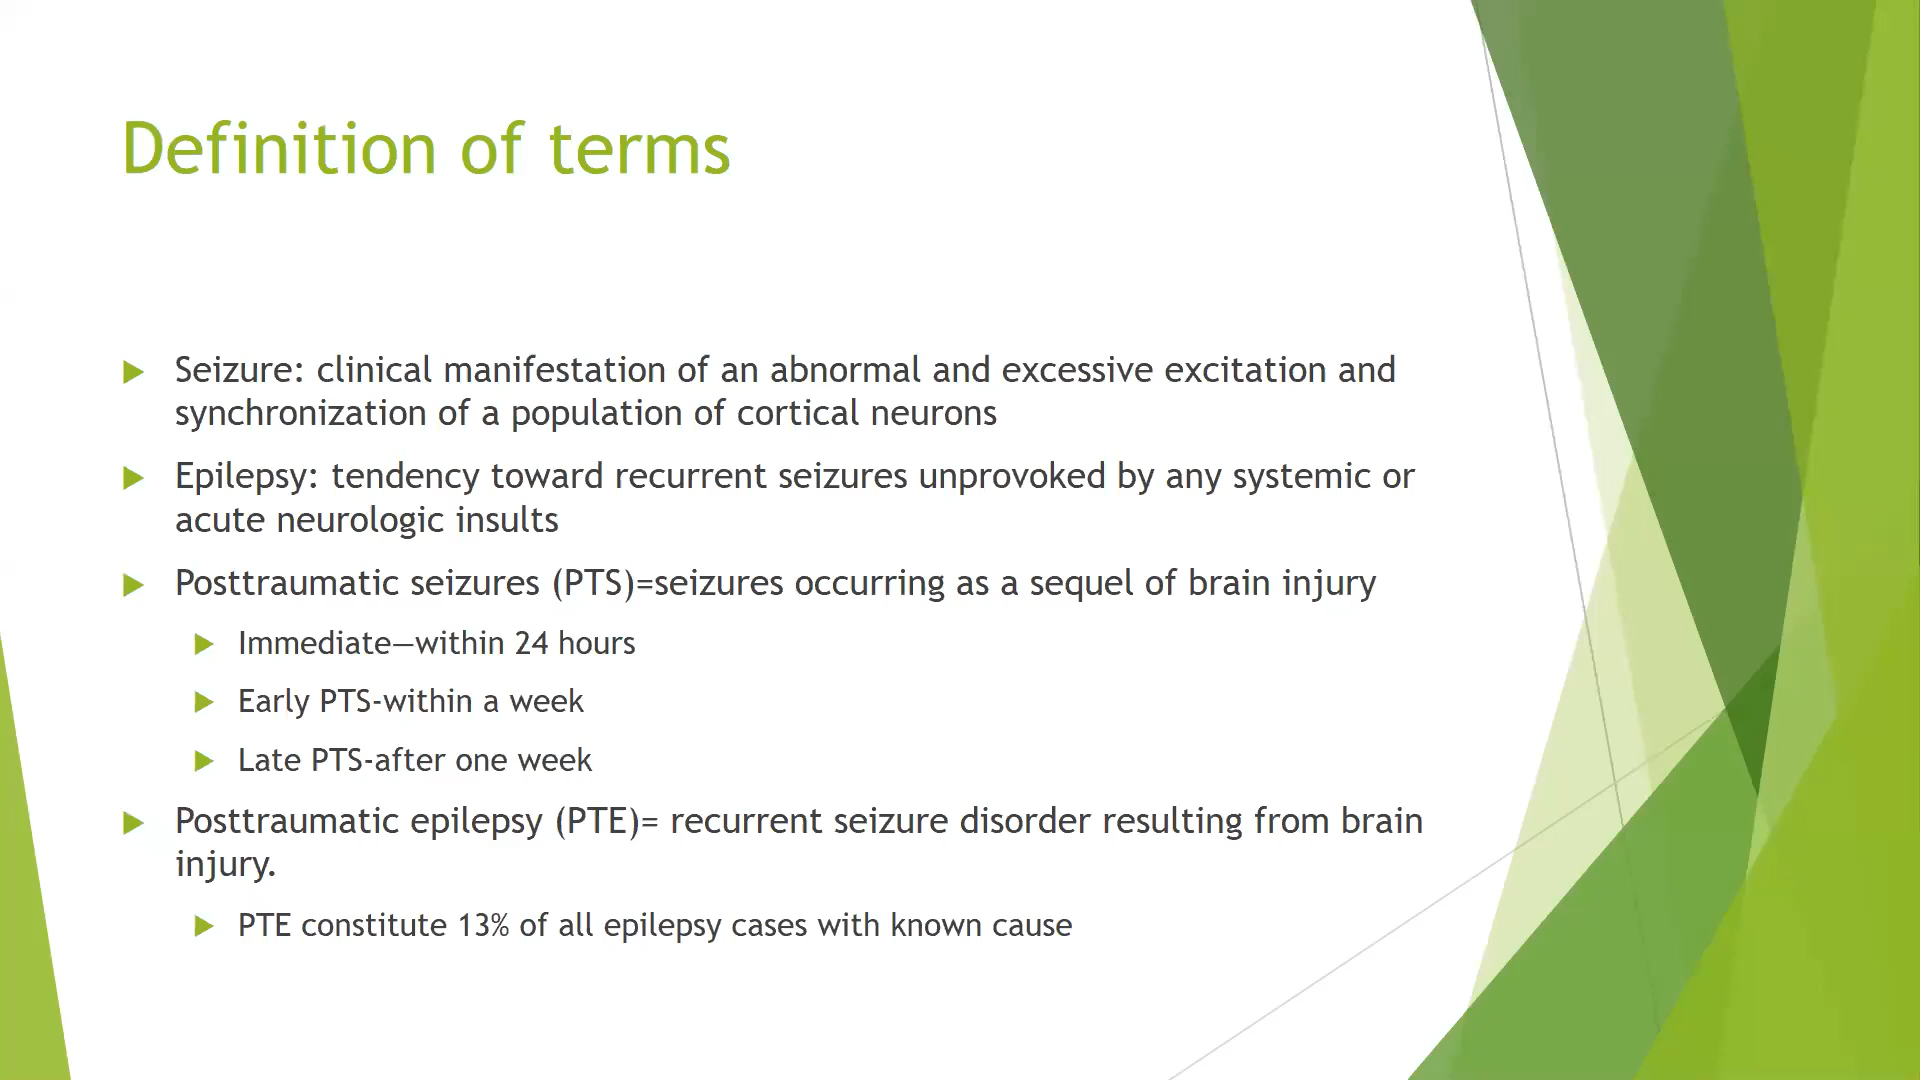 Definition of terms
Seizure: clinical manifestation of an abnormal and excessive excitation and
synchronization of a population of cortical neurons
Epilepsy: tendency toward recurrent seizures unprovoked by any systemic or
acute neurologic insults
Posttraumatic seizures (PTS)=seizures occurring as a sequel of brain injury
Immediate—within 24 hours
Early PTS-within a week
Late PTS-after one week
Posttraumatic epilepsy (PTE)= recurrent seizure disorder resulting from brain
injury.
PTE constitute 13% of all epilepsy cases with known cause